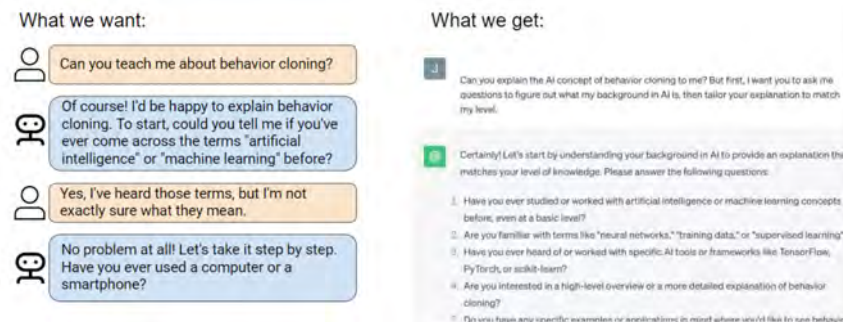 What we want:
Can you teach me about behavior cloning?
Of course! I'd be happy to explain behavior
cloning. To start, could you tell me if you've
ever come across the terms "artificial
intelligence" or "machine learning" before?
Yes, I've heard those terms, but I'm not
exactly sure what they mean.
No problem at all! Let's take it step by step.
Have you ever used a computer or a
smartphone?
What we get:
J
Can you explain the AI concept of behavior cloning to me? But first, I want you to ask me
questions to figure out what my background in AI is, then tailor your explanation to match
my level.
Certainly! Let's start by understanding your background in AI to provide an explanation tha
matches your level of knowledge. Please answer the following questions:
1. Have you ever studied or worked with artificial intelligence or machine learning concepts
before, even at a basic level?
2. Are you familiar with terms like "neural networks," "training data," or "supervised learning"
3. Have you ever heard of or worked with specific AI tools or frameworks like TensorFlow,
PyTorch, or scikit-learn?
4. Are you interested in a high-level overview or a more detailed explanation of behavior
cloning?
5. Do you have any specific examples or applications in mind where you'd like to see behavio